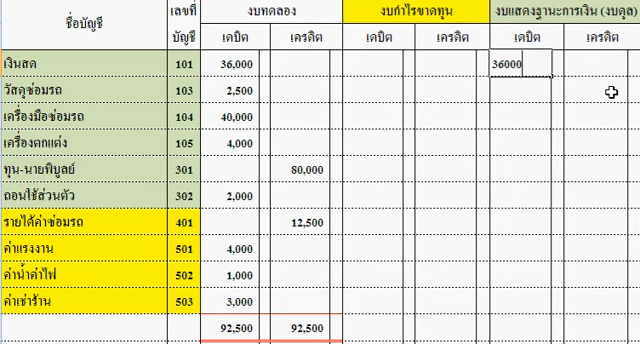 ชื่อบัญชี เลขที่บัญชี งบทดลอง งบกำไรขาดทุน งบแสดงฐานะการเงิน (งบดุล)
เดบิต เครดิต เดบิต เครดิต เดบิต เครดิต
เงินสด 101 36,000 36000
วัสดุซ่อมรถ 103 2,500
เครื่องมือซ่อมรถ 104 40,000
เครื่องตกแต่ง 105 4,000
ทุน-นายพิบูลย์ 301 80,000
ถอนใช้ส่วนตัว 302 2,000
รายได้ค่าซ่อมรถ 401 12,500
ค่าแรงงาน 501 4,000
ค่าน้ำค่าไฟ 502 1,000
ค่าเช่าร้าน 503 3,000
92,500 92,500